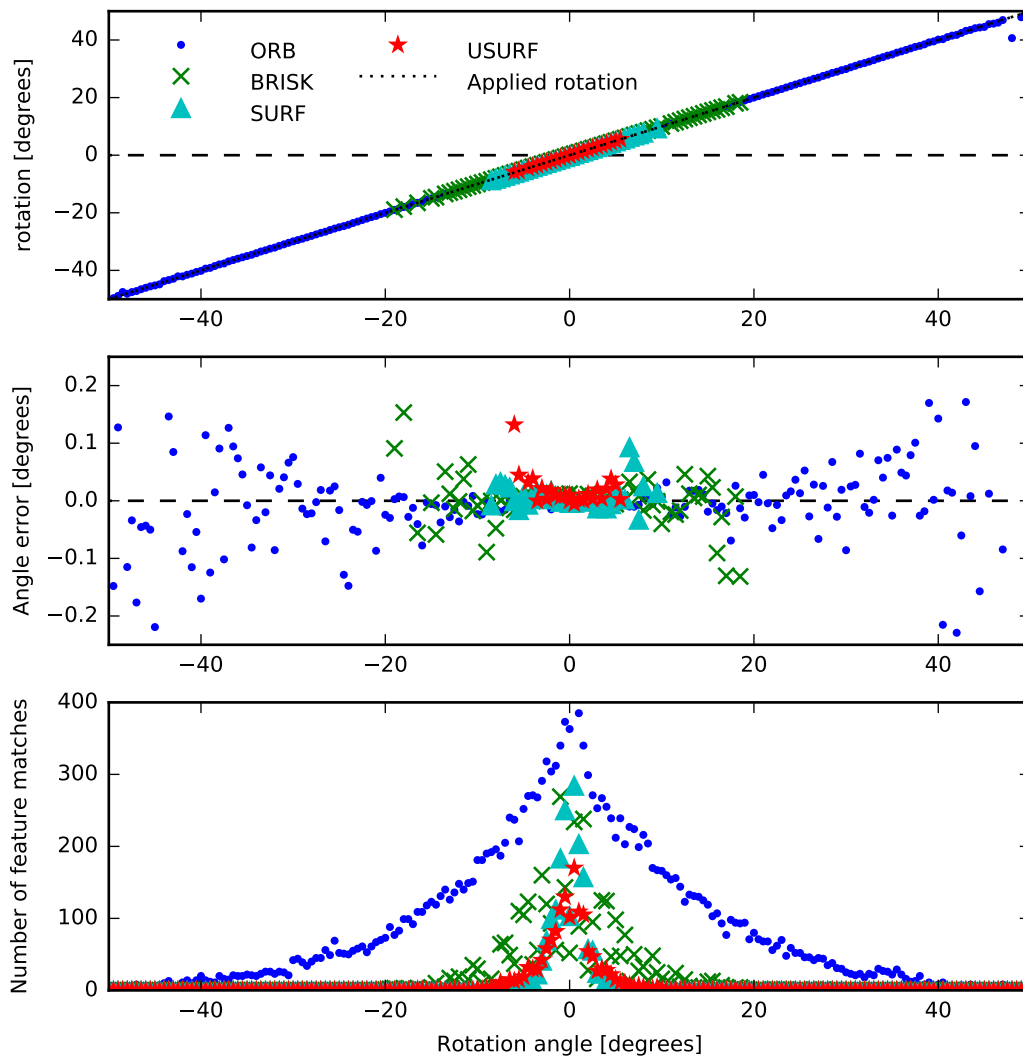 ORB
BRISK
SURF
USURF
Applied rotation
rotation [degrees]
40
20
0
−20
−40
−40 −20 0 20 40
Angle error [degrees]
0.2
0.1
0.0
−0.1
−0.2
−40 −20 0 20 40
Number of feature matches
400
300
200
100
0
−40 −20 0 20 40
Rotation angle [degrees]